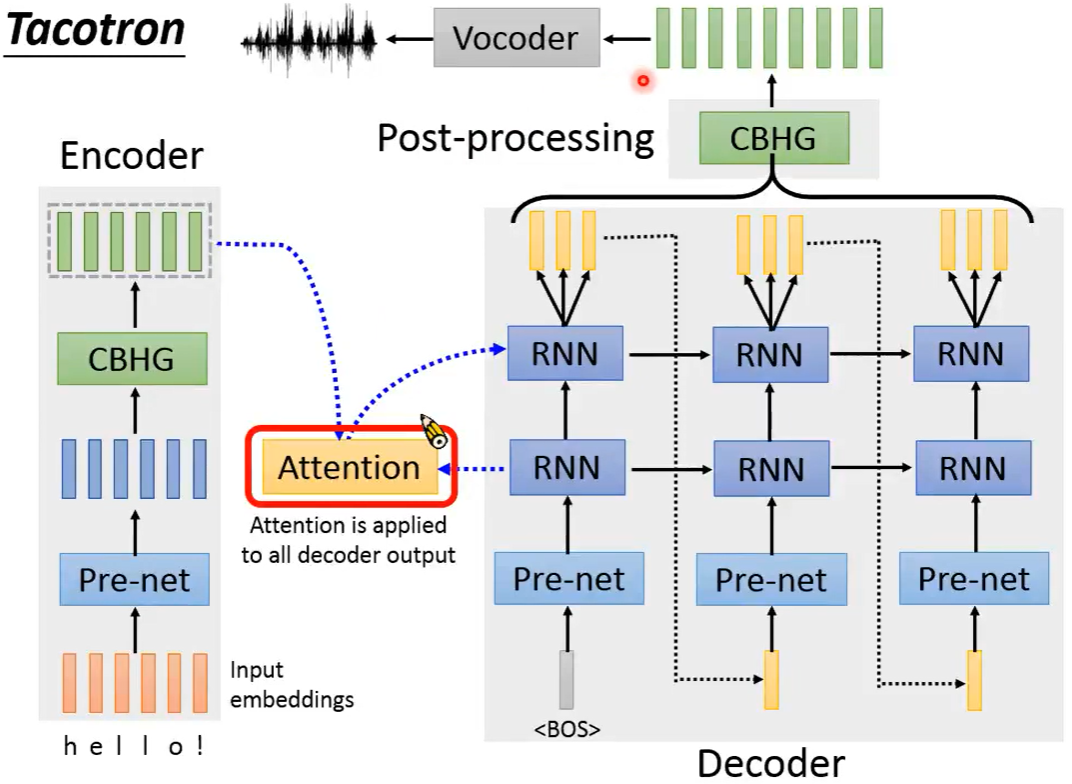 Tacotron
Vocoder
Post-processing
CBHG
Encoder
CBHG
Pre-net
Input
embeddings
h e l l o !
Attention
Attention is applied
to all decoder output
RNN
RNN
RNN
RNN
RNN
RNN
Pre-net
Pre-net
Pre-net
<BOS>
Decoder